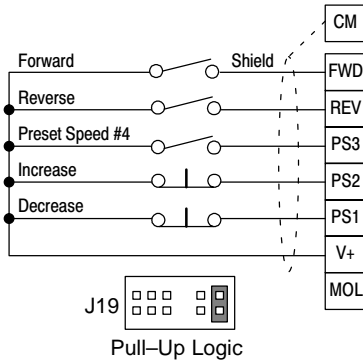 CM
Forward Shield FWD
Reverse REV
Preset Speed #4 PS3
Increase PS2
Decrease PS1
V+
MOL
J19
Pull–Up Logic